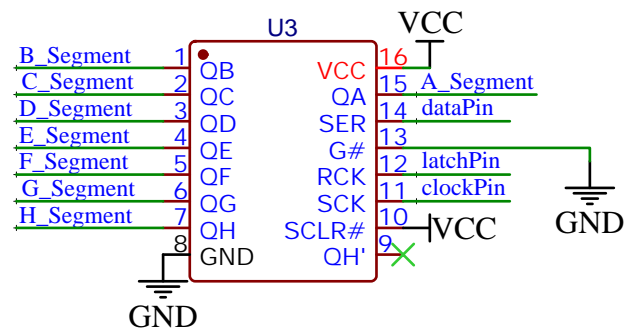 U3
VCC
B_Segment 1 QB VCC 16
C_Segment 2 QC QA 15 A_Segment
D_Segment 3 QD SER 14 dataPin
E_Segment 4 QE G# 13
F_Segment 5 QF RCK 12 latchPin
G_Segment 6 QG SCK 11 clockPin
H_Segment 7 QH SCLR# 10 VCC
8 GND QH' 9
GND
GND